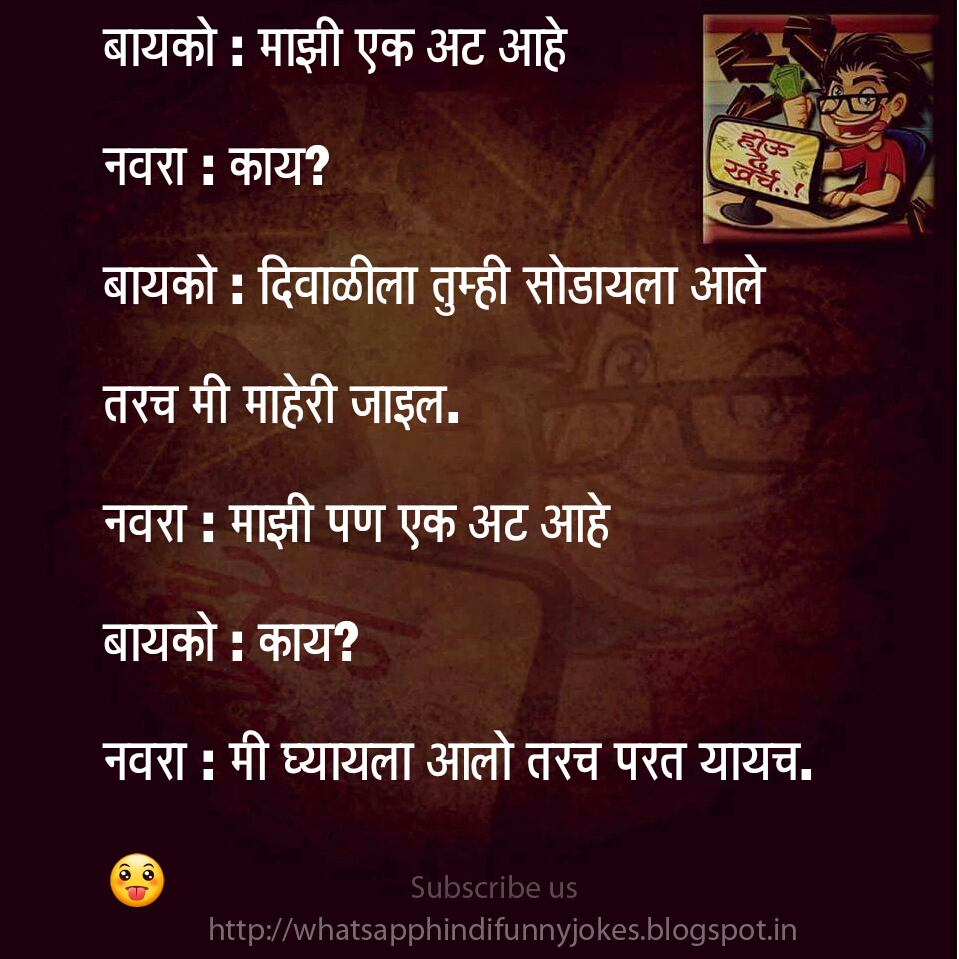 बायको : माझी एक अट आहे
होऊ
दे
खर्च..!
नवरा : काय?
बायको : दिवाळीला तुम्ही सोडायला आले
तरच मी माहेरी जाइल.
नवरा : माझी पण एक अट आहे
बायको : काय?
नवरा : मी घ्यायला आलो तरच परत यायच.
Subscribe us
http://whatsapphindifunnyjokes.blogspot.in